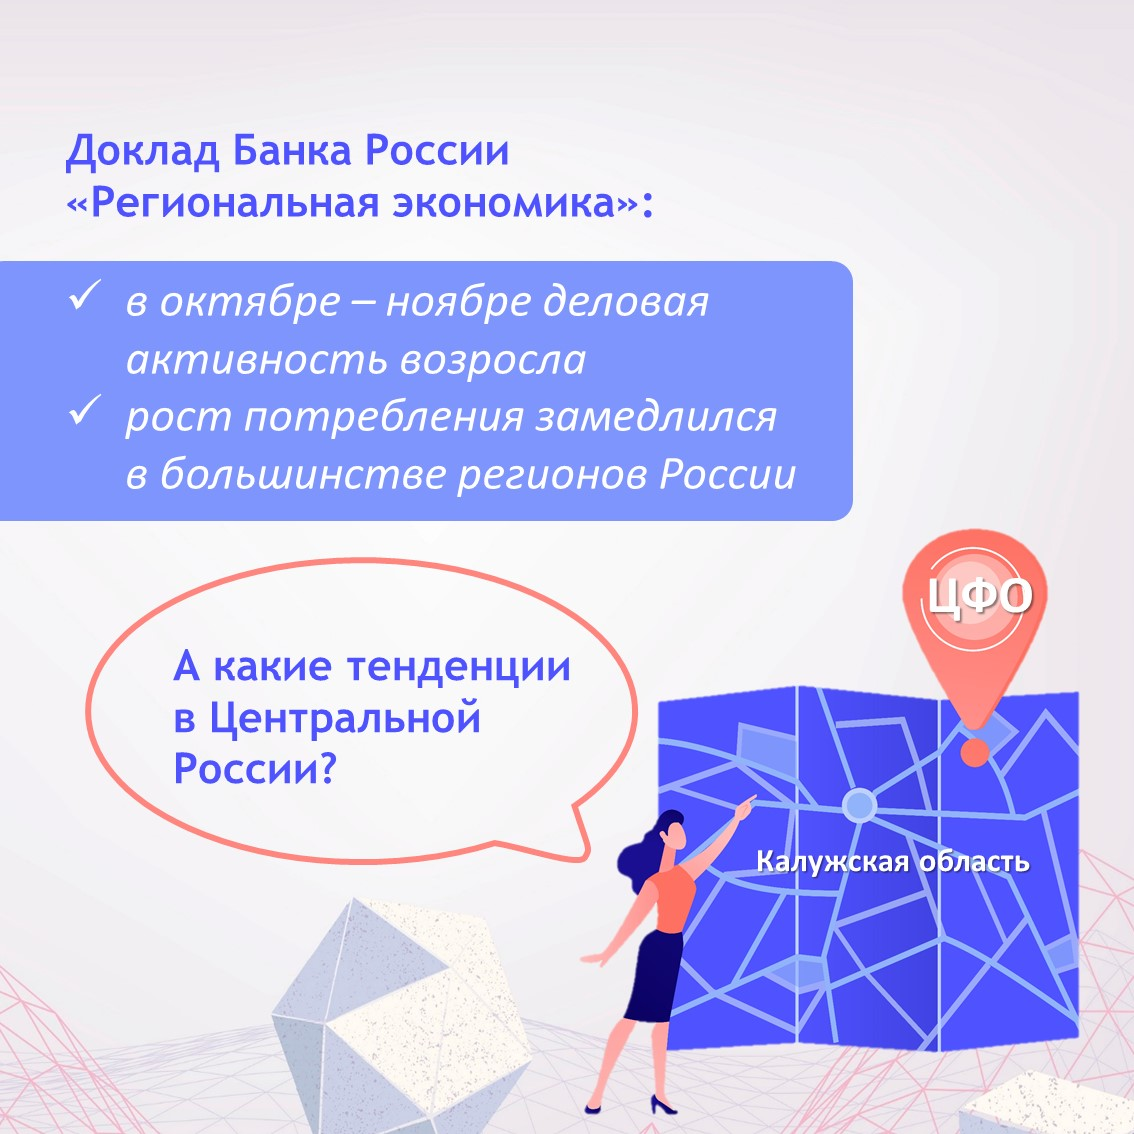 Доклад Банка России
«Региональная экономика»:
✓ в октябре – ноябре деловая
активность возросла
✓ рост потребления замедлился
в большинстве регионов России
ЦФО
А какие тенденции
в Центральной
России?
Калужская область